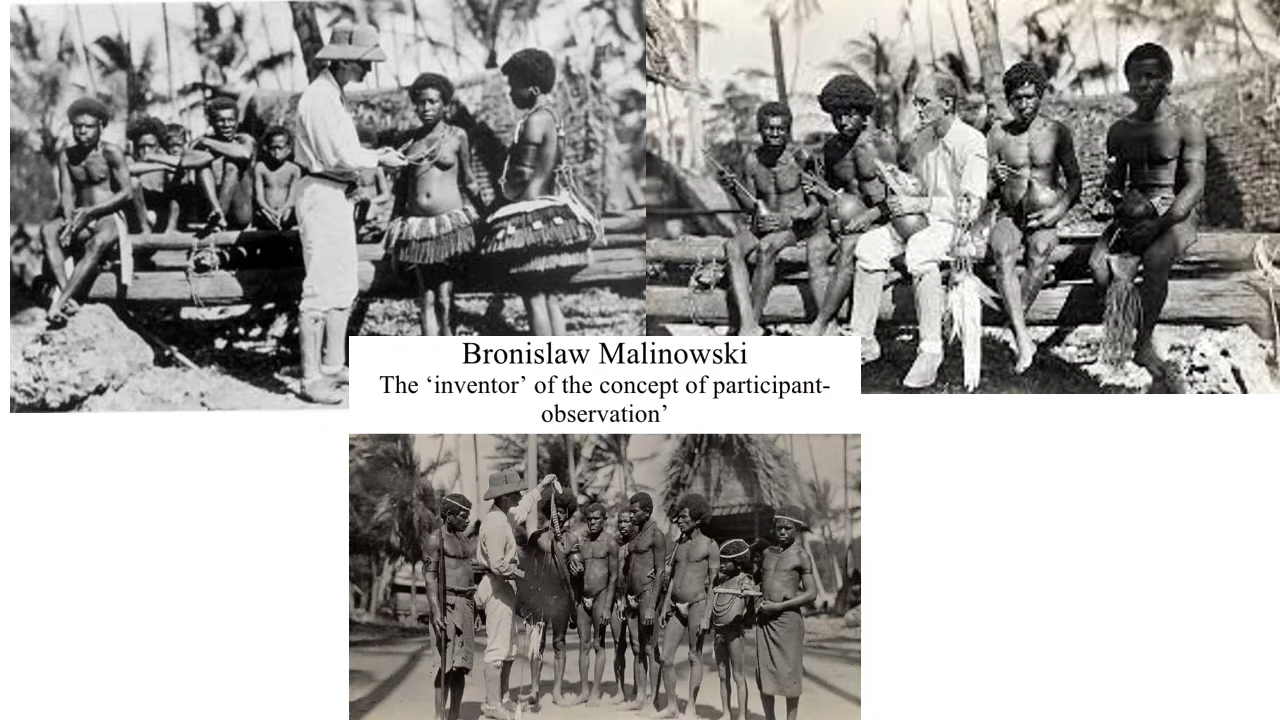 Bronislaw Malinowski
The ‘inventor’ of the concept of participant-
observation’